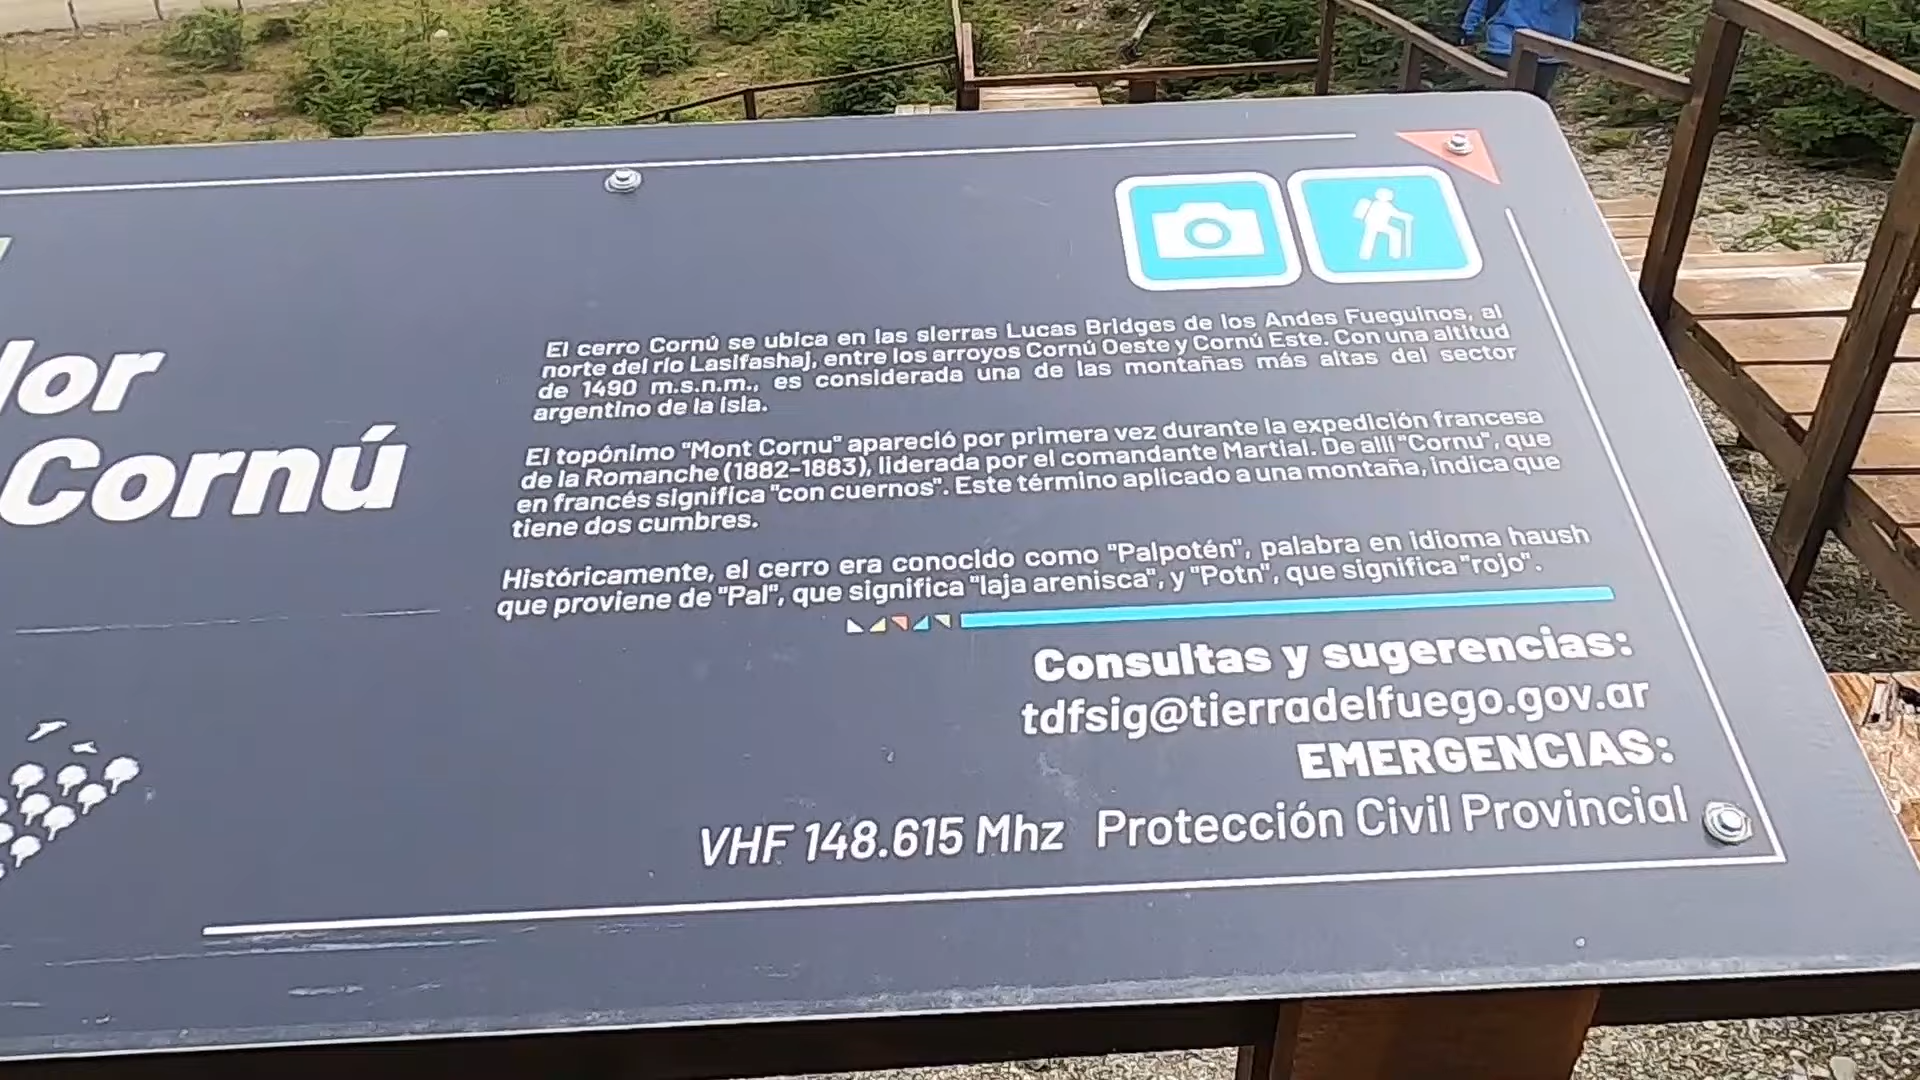 dor
Cornú
El cerro Cornú se ubica en las sierras Lucas Bridges de los Andes Fueguinos, al
norte del río Lasifashaj, entre los arroyos Cornú Oeste y Cornú Este. Con una altitud
de 1490 m.s.n.m., es considerada una de las montañas más altas del sector
argentino de la isla.
El topónimo "Mont Cornu" apareció por primera vez durante la expedición francesa
de la Romanche (1882-1883), liderada por el comandante Martial. De allí "Cornu", que
en francés significa "con cuernos". Este término aplicado a una montaña, indica que
tiene dos cumbres.
Históricamente, el cerro era conocido como "Palpotén", palabra en idioma haush
que proviene de "Pal", que significa "laja arenisca", y "Potn", que significa "rojo".
Consultas y sugerencias:
tdfsig@tierradelfuego.gov.ar
EMERGENCIAS:
VHF 148.615 Mhz Protección Civil Provincial